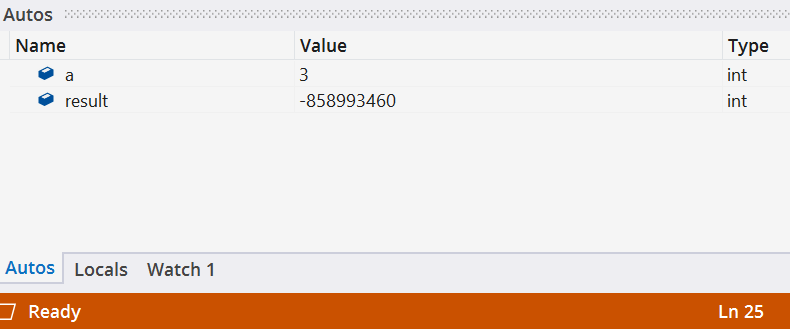 Autos
Name Value Type
a 3 int
result -858993460 int
Autos Locals Watch 1
Ready Ln 25